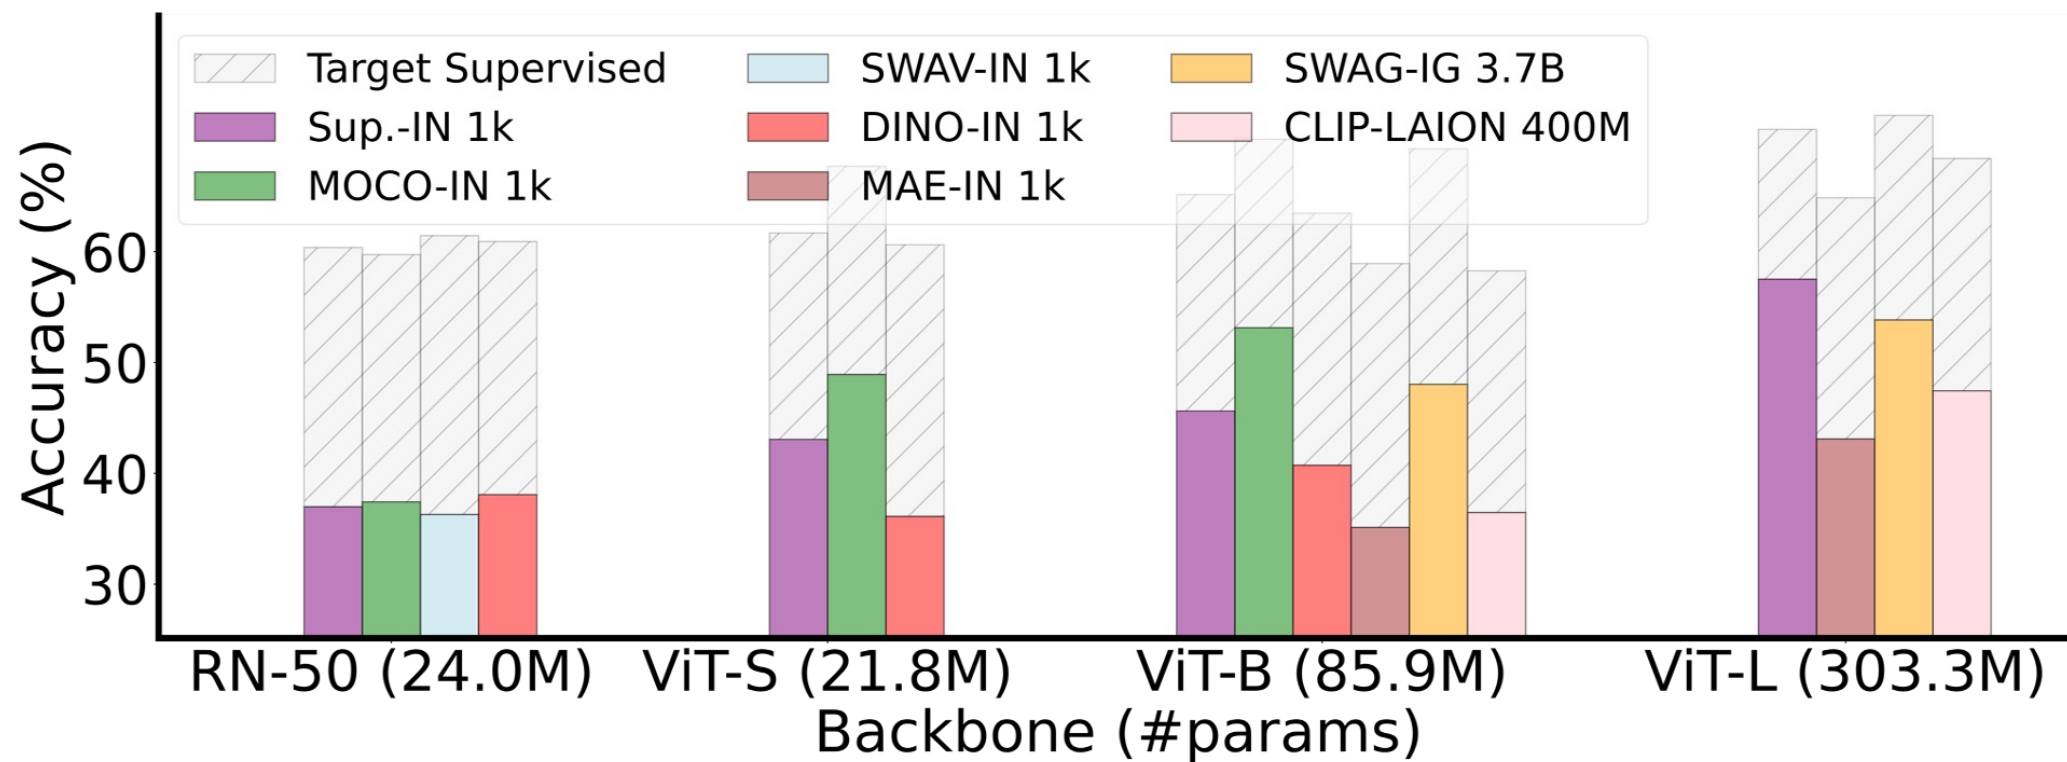 Target Supervised
Sup.-IN 1k
MOCO-IN 1k
SWAV-IN 1k
DINO-IN 1k
MAE-IN 1k
SWAG-IG 3.7B
CLIP-LAION 400M
Accuracy (%)
60
50
40
30
RN-50 (24.0M)
ViT-S (21.8M)
ViT-B (85.9M)
ViT-L (303.3M)
Backbone (#params)